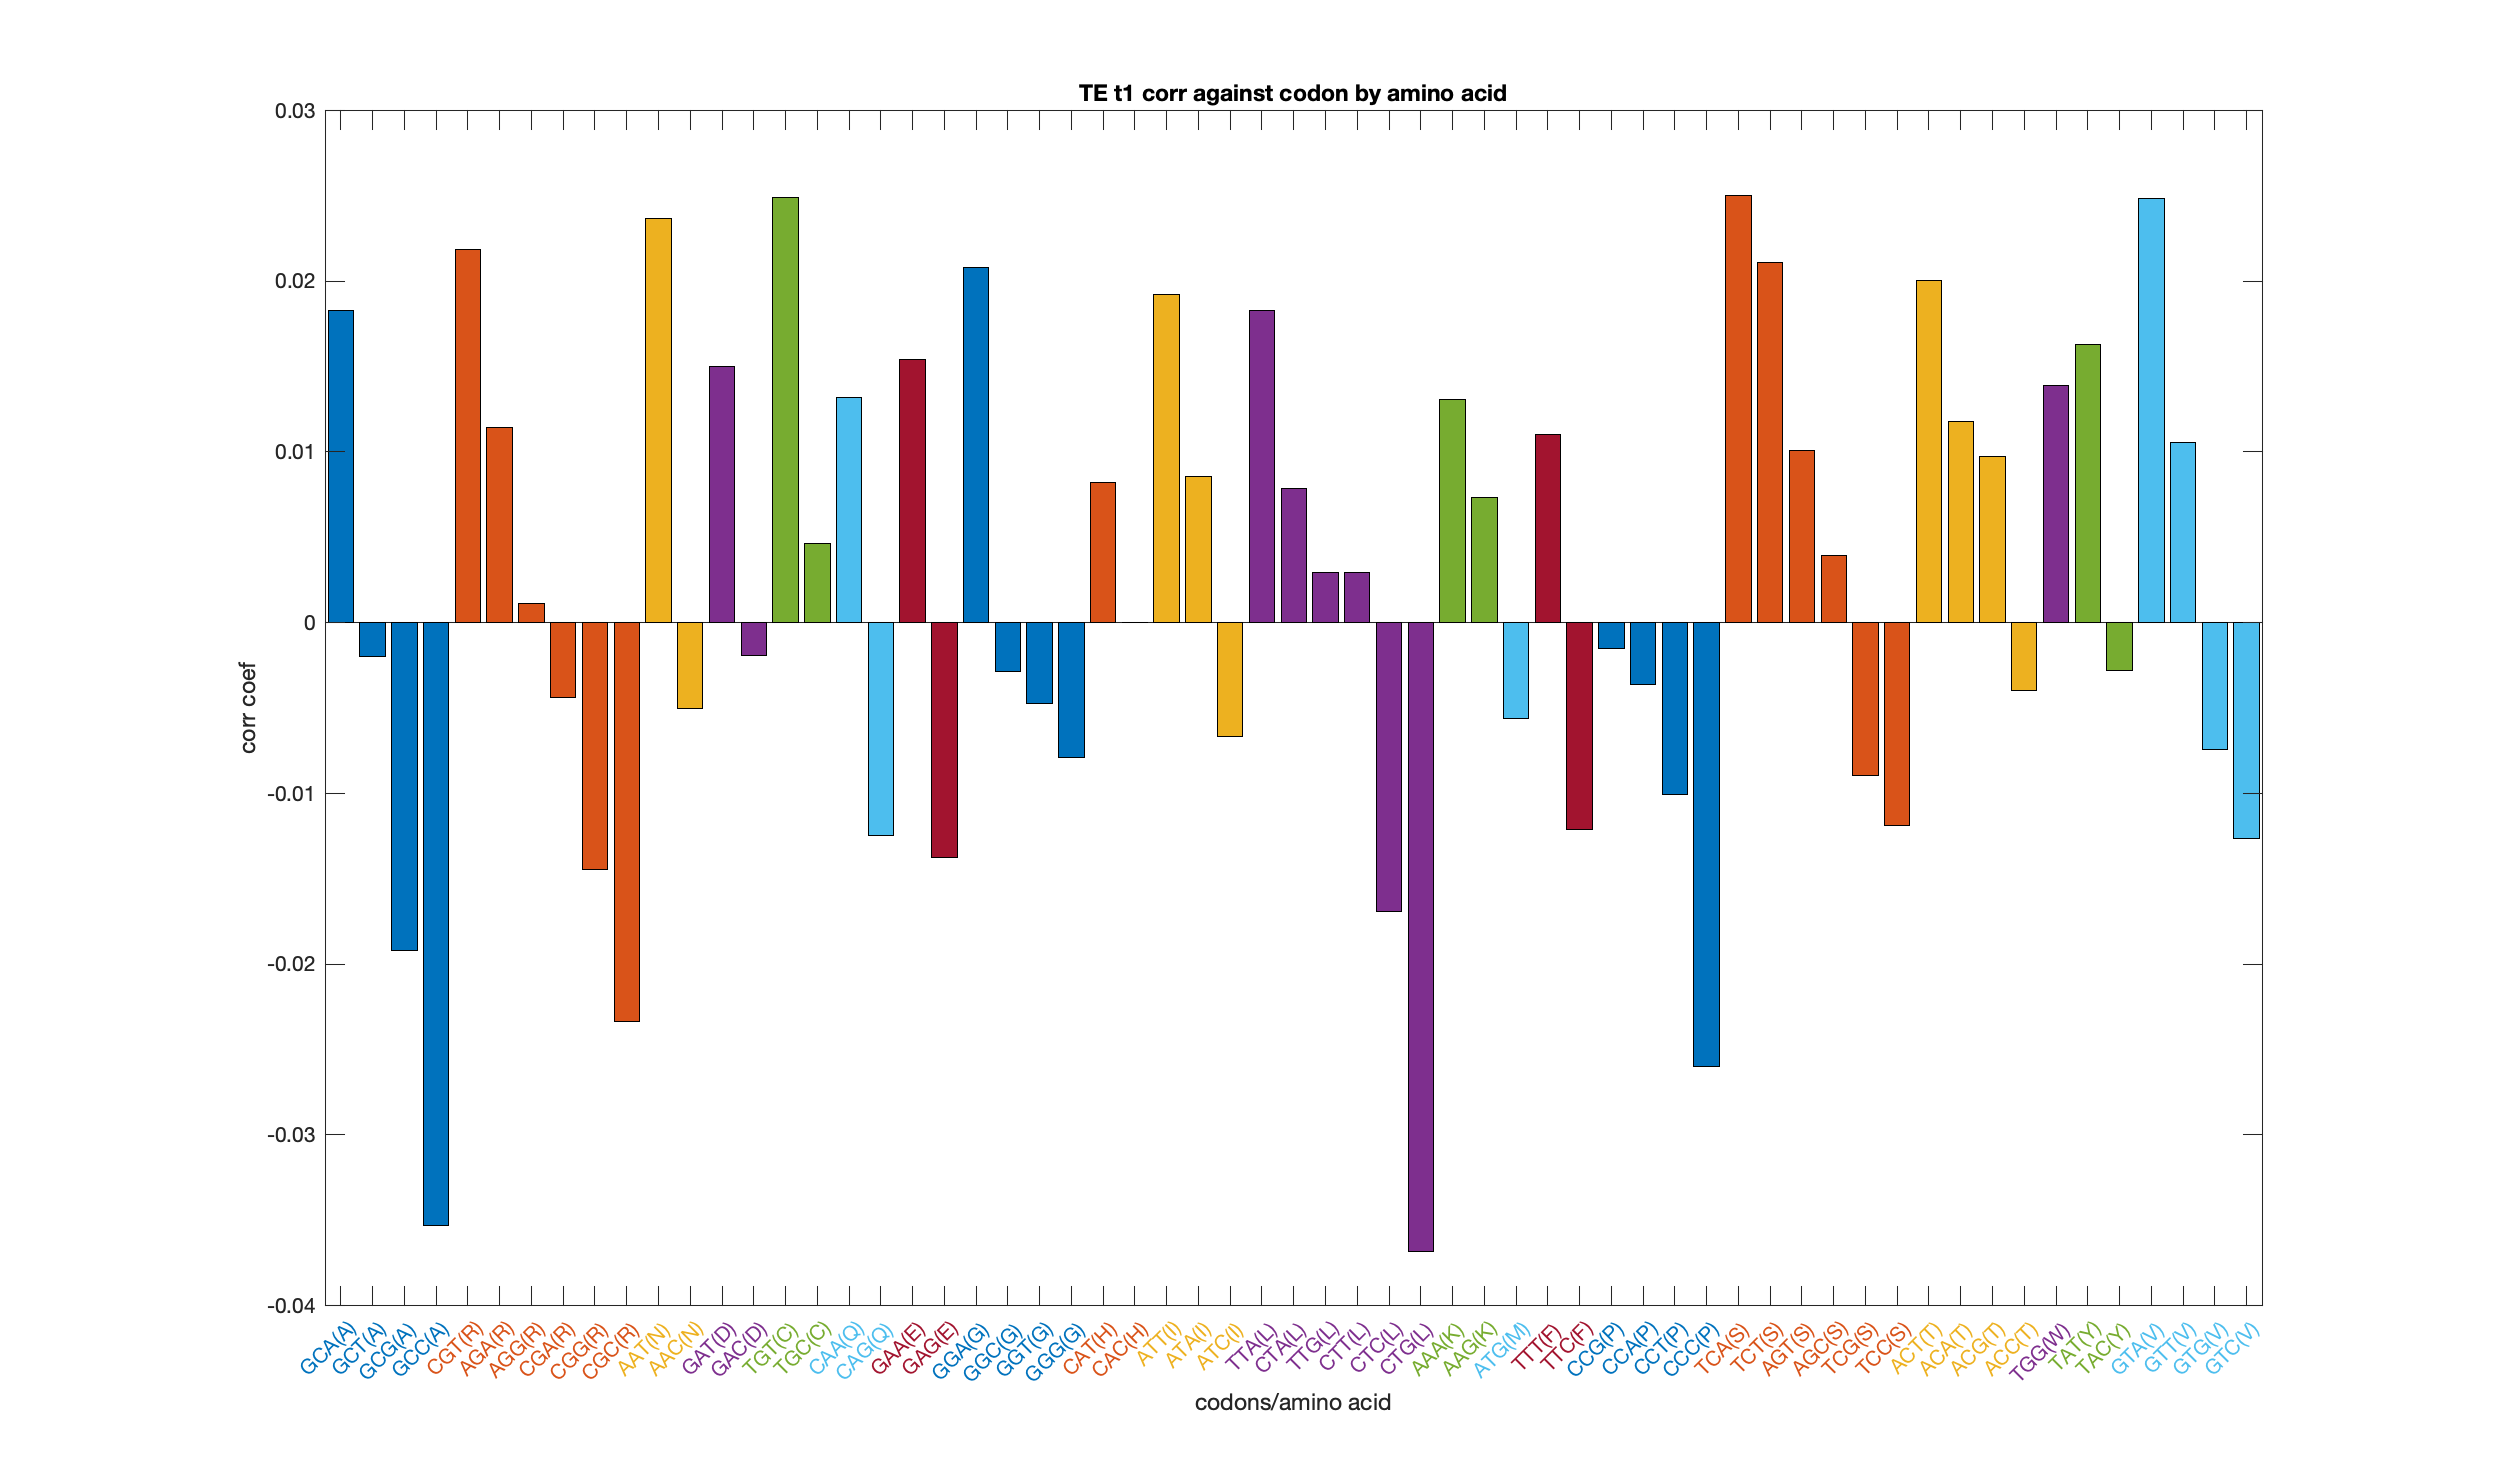 TE t1 corr against codon by amino acid
0.03
0.02
0.01
0
-0.01
-0.02
-0.03
-0.04
corr coef
GCA(A) GCT(A) GCG(A) GCC(A) CGT(R) AGA(R) AGG(R) CGA(R) CGG(R) CGC(R) AAT(N) AAC(N) GAT(D) GAC(D) TGT(C) TGC(C) CAA(Q) CAG(Q) GAA(E) GAG(E) GGA(G) GGC(G) GGT(G) GGG(G) CAT(H) CAC(H) ATT(I) ATA(I) ATC(I) TTA(L) CTA(L) TTG(L) CTT(L) CTC(L) CTG(L) AAA(K) AAG(K) ATG(M) TTT(F) TTC(F) CCG(P) CCA(P) CCT(P) CCC(P) TCA(S) TCT(S) AGT(S) AGC(S) TCG(S) TCC(S) ACT(T) ACA(T) ACG(T) ACC(T) TGG(W) TAT(Y) TAC(Y) GTA(V) GTT(V) GTG(V) GTC(V)
codons/amino acid